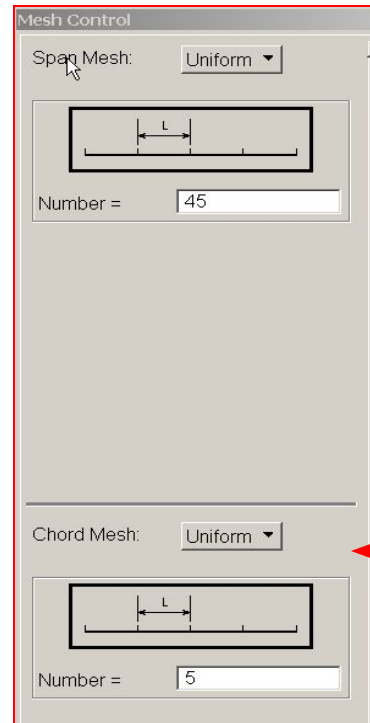 Mesh Control
Span Mesh: Uniform
L
Number = 45
Chord Mesh: Uniform
L
Number = 5